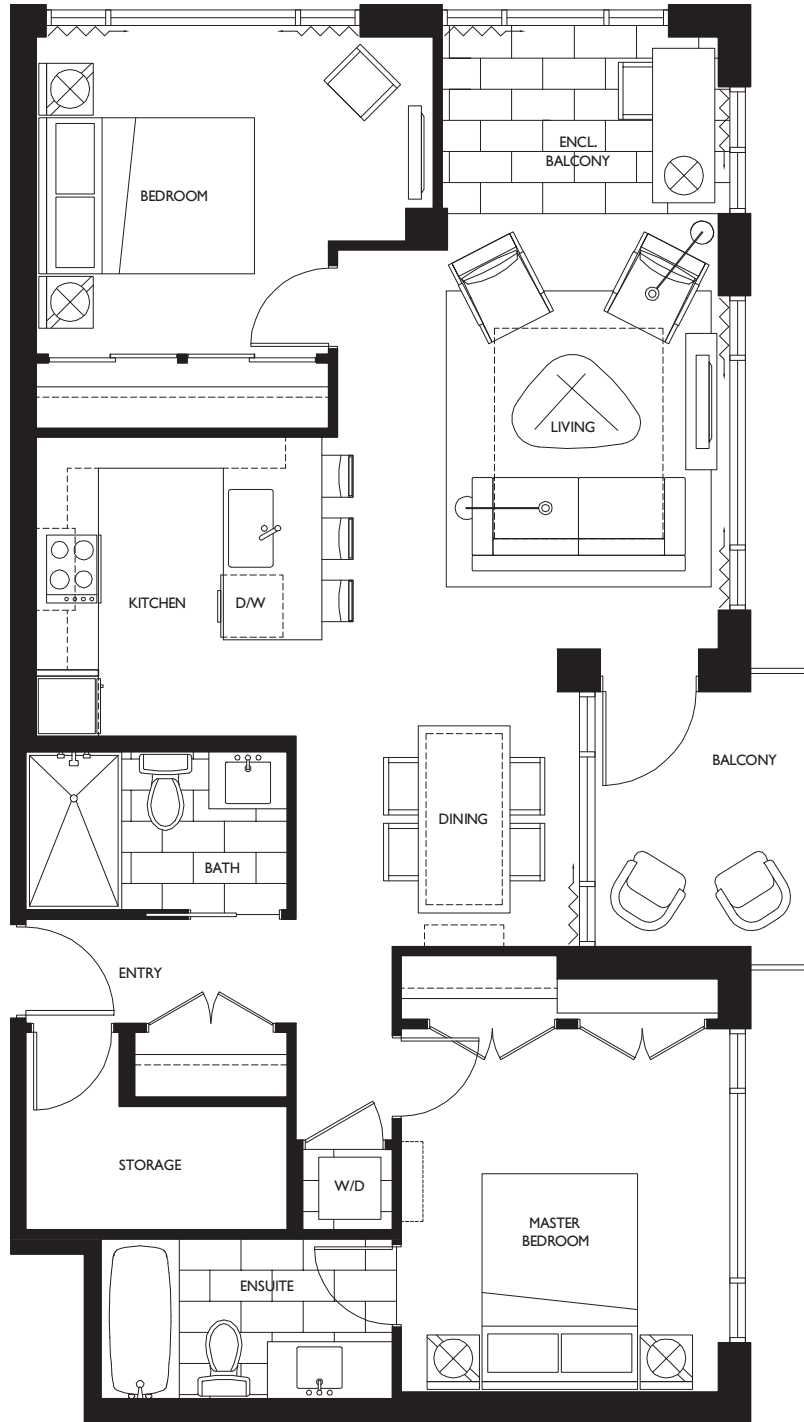 ENCL.
BALCONY
BEDROOM
LIVING
KITCHEN
D/W
BALCONY
DINING
BATH
ENTRY
STORAGE
W/D
MASTER
BEDROOM
ENSUITE